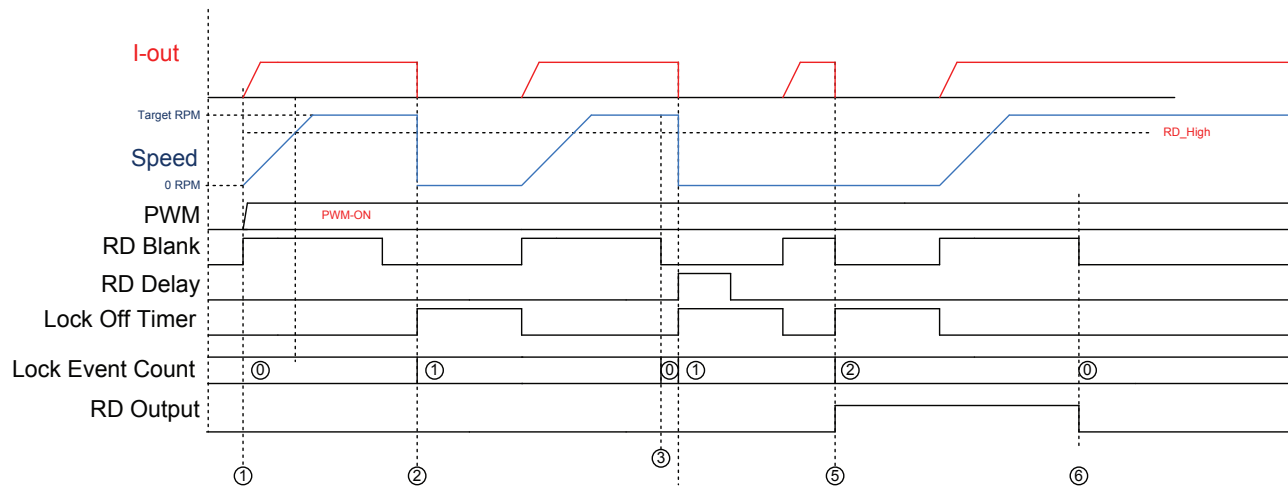 I-out
Target RPM
RD_High
Speed
0 RPM
PWM
PWM-ON
RD Blank
RD Delay
Lock Off Timer
Lock Event Count ⓪ ① ⓪ ① ② ⓪
RD Output
① ② ③ ⑤ ⑥